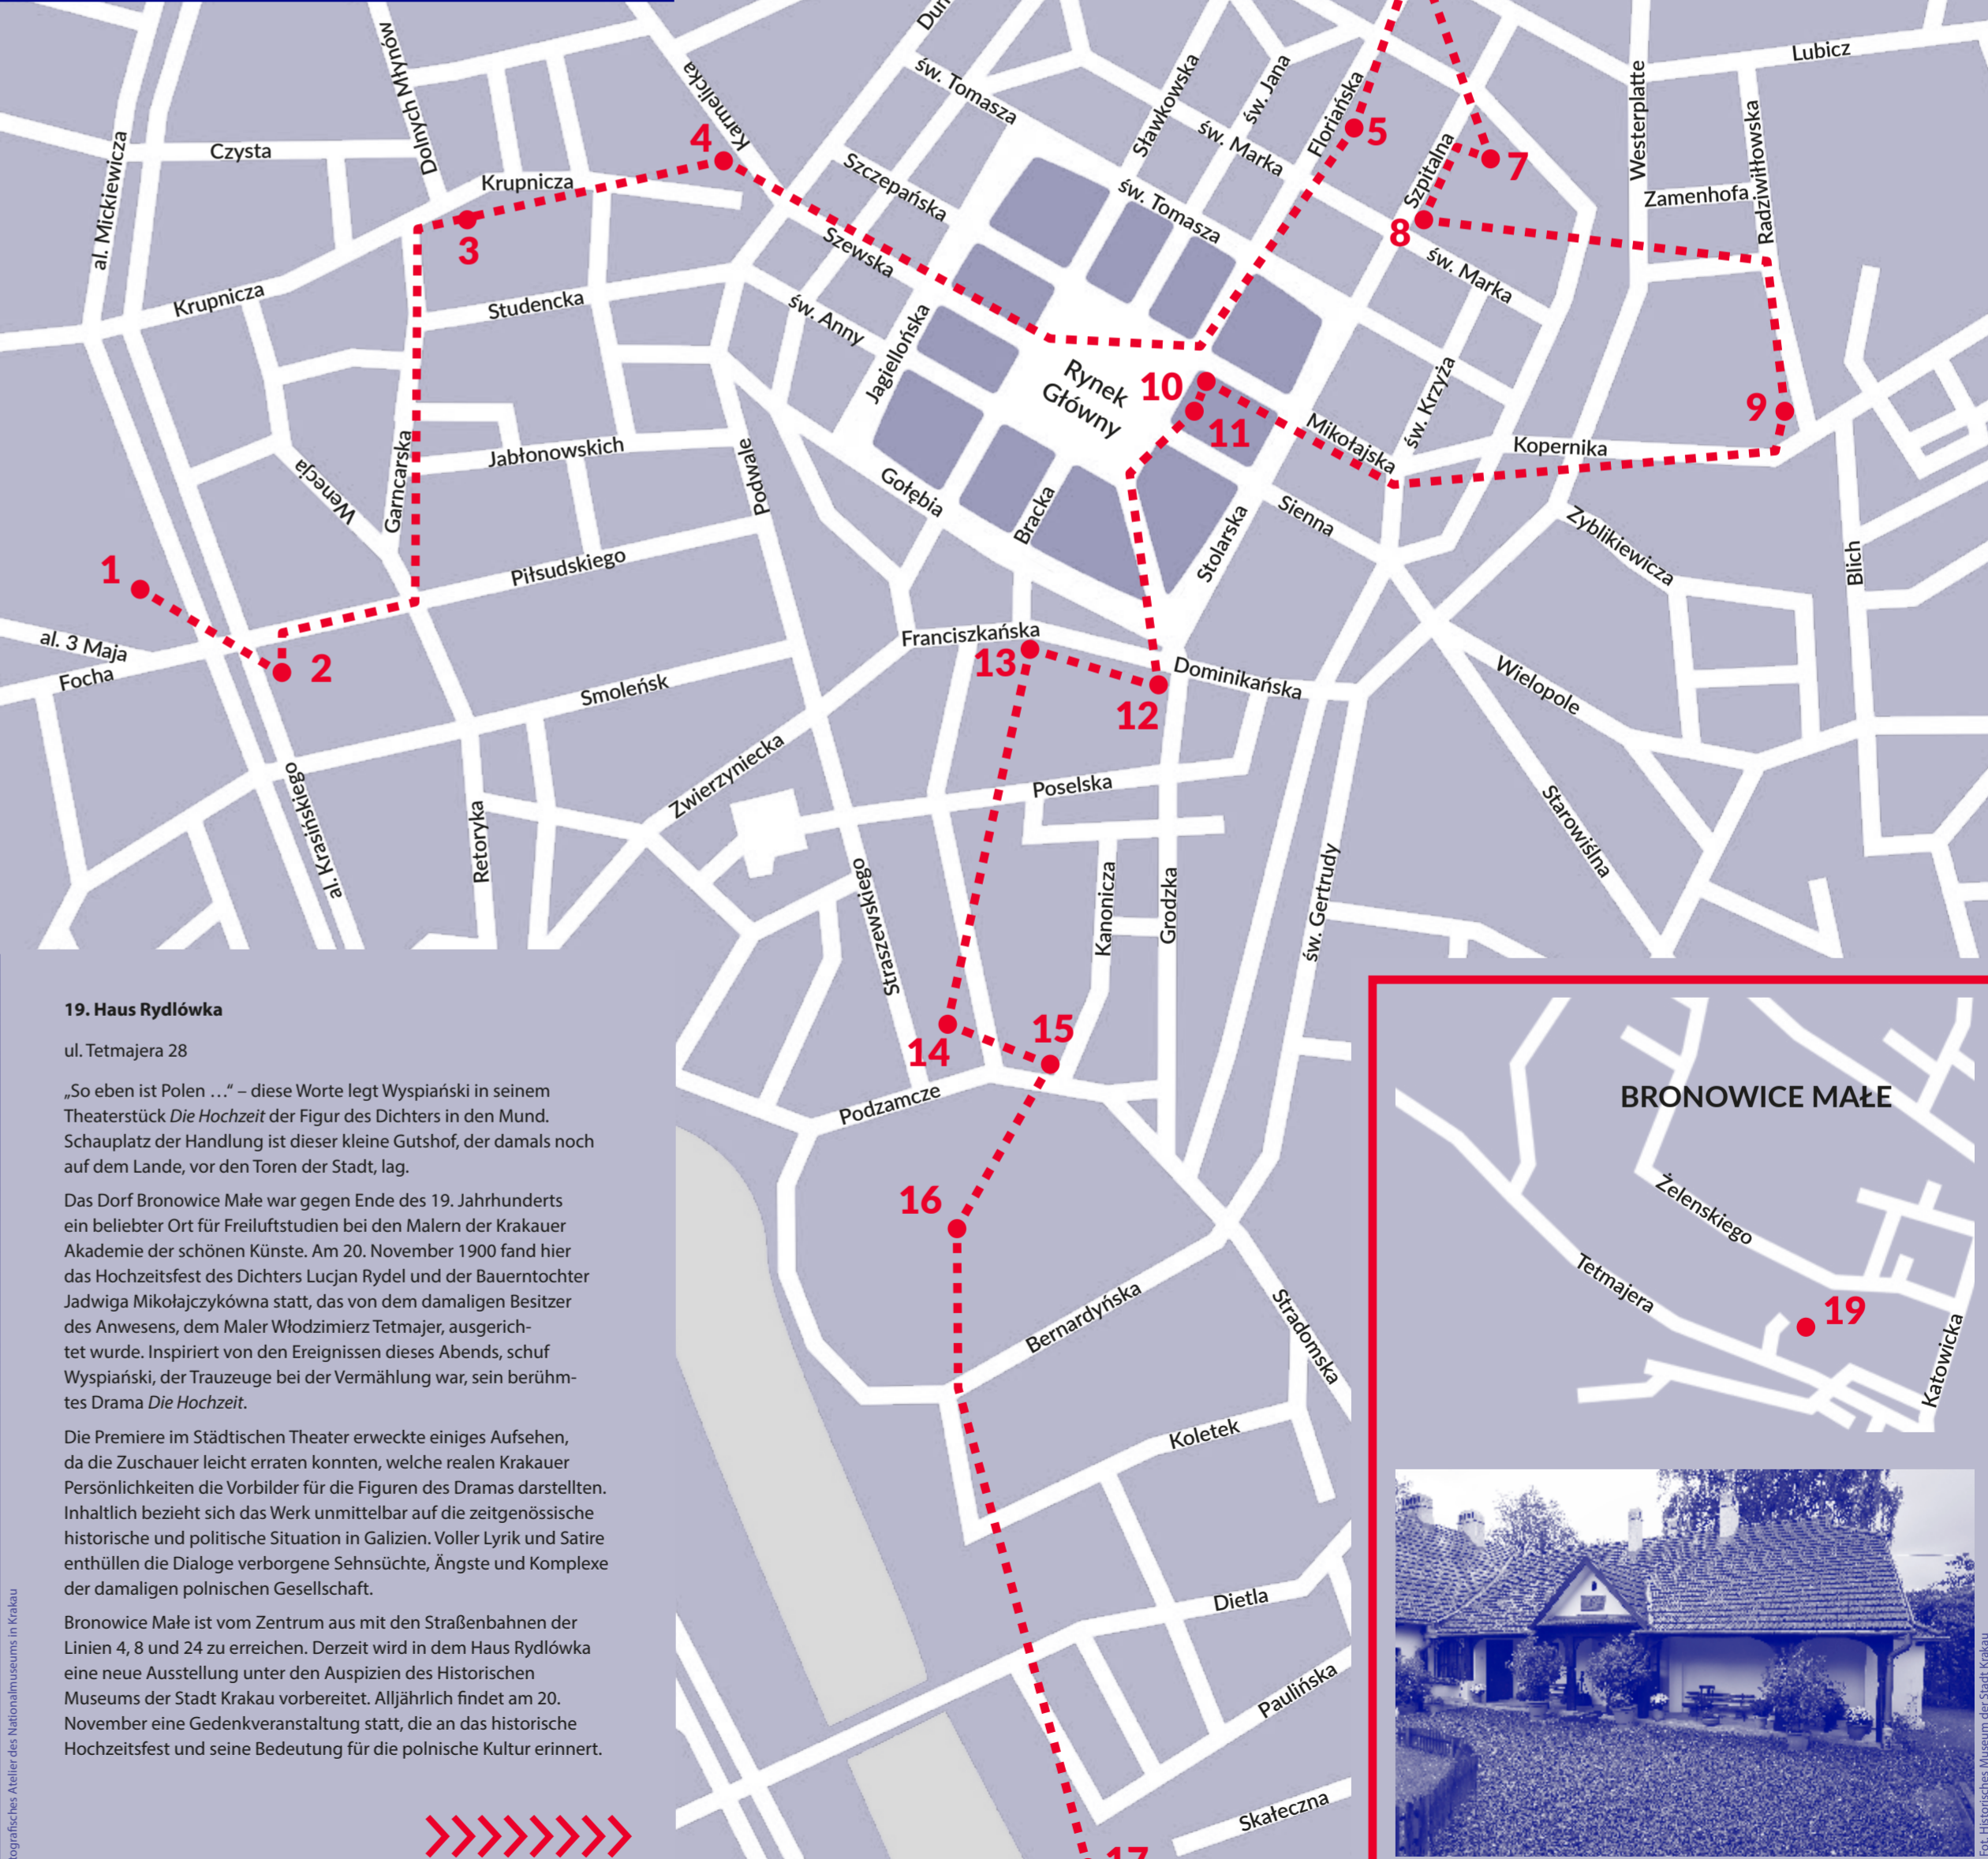 Dolnych Młynów
Karmelicka
św. Tomasza
Sławkowska
św. Jana
Floriańska
Westerplatte
Lubicz
Radziwiłłowska
al. Mickiewicza
Czysta
4
Szczepańska
św. Marka
5
Szpitalna
7
Zamenhofa
Krupnicza
3
Szewska
św. Tomasza
8
św. Marka
Krupnicza
Studencka
św. Anny
Jagiellońska
Rynek
Główny
10
11
Mikołajska
św. Krzyża
9
Kopernika
Wenecja
Garncarska
Jabłonowskich
Podwale
Gołębia
Bracka
Stolarska
Sienna
Zyblikiewicza
Blich
1
Piłsudskiego
al. 3 Maja
Focha
2
Franciszkańska
13
12
Dominikańska
Wielopole
Smoleńsk
Zwierzyniecka
Poselska
al. Krasińskiego
Retoryka
Straszewskiego
Kanonicza
Grodzka
św. Gertrudy
Starowiślna
14
15
Podzamcze
16
Bernardyńska
Stradomska
Koletek
Dietla
Paulińska
Skałeczna
17
19. Haus Rydlówka
ul. Tetmajera 28
„So eben ist Polen …“ – diese Worte legt Wyspiański in seinem
Theaterstück Die Hochzeit der Figur des Dichters in den Mund.
Schauplatz der Handlung ist dieser kleine Gutshof, der damals noch
auf dem Lande, vor den Toren der Stadt, lag.
Das Dorf Bronowice Małe war gegen Ende des 19. Jahrhunderts
ein beliebter Ort für Freiluftstudien bei den Malern der Krakauer
Akademie der schönen Künste. Am 20. November 1900 fand hier
das Hochzeitsfest des Dichters Lucjan Rydel und der Bauerntochter
Jadwiga Mikołajczykówna statt, das von dem damaligen Besitzer
des Anwesens, dem Maler Włodzimierz Tetmajer, ausgerich-
tet wurde. Inspiriert von den Ereignissen dieses Abends, schuf
Wyspiański, der Trauzeuge bei der Vermählung war, sein berühm-
tes Drama Die Hochzeit.
Die Premiere im Städtischen Theater erweckte einiges Aufsehen,
da die Zuschauer leicht erraten konnten, welche realen Krakauer
Persönlichkeiten die Vorbilder für die Figuren des Dramas darstellten.
Inhaltlich bezieht sich das Werk unmittelbar auf die zeitgenössische
historische und politische Situation in Galizien. Voller Lyrik und Satire
enthüllen die Dialoge verborgene Sehnsüchte, Ängste und Komplexe
der damaligen polnischen Gesellschaft.
Bronowice Małe ist vom Zentrum aus mit den Straßenbahnen der
Linien 4, 8 und 24 zu erreichen. Derzeit wird in dem Haus Rydlówka
eine neue Ausstellung unter den Auspizien des Historischen
Museums der Stadt Krakau vorbereitet. Alljährlich findet am 20.
November eine Gedenkveranstaltung statt, die an das historische
Hochzeitsfest und seine Bedeutung für die polnische Kultur erinnert.
BRONOWICE MAŁE
Żelenskiego
Tetmajera
19
Katowicka
Atelier des Nationalmuseums in Krakau
Historisches Museum der Stadt Krakau